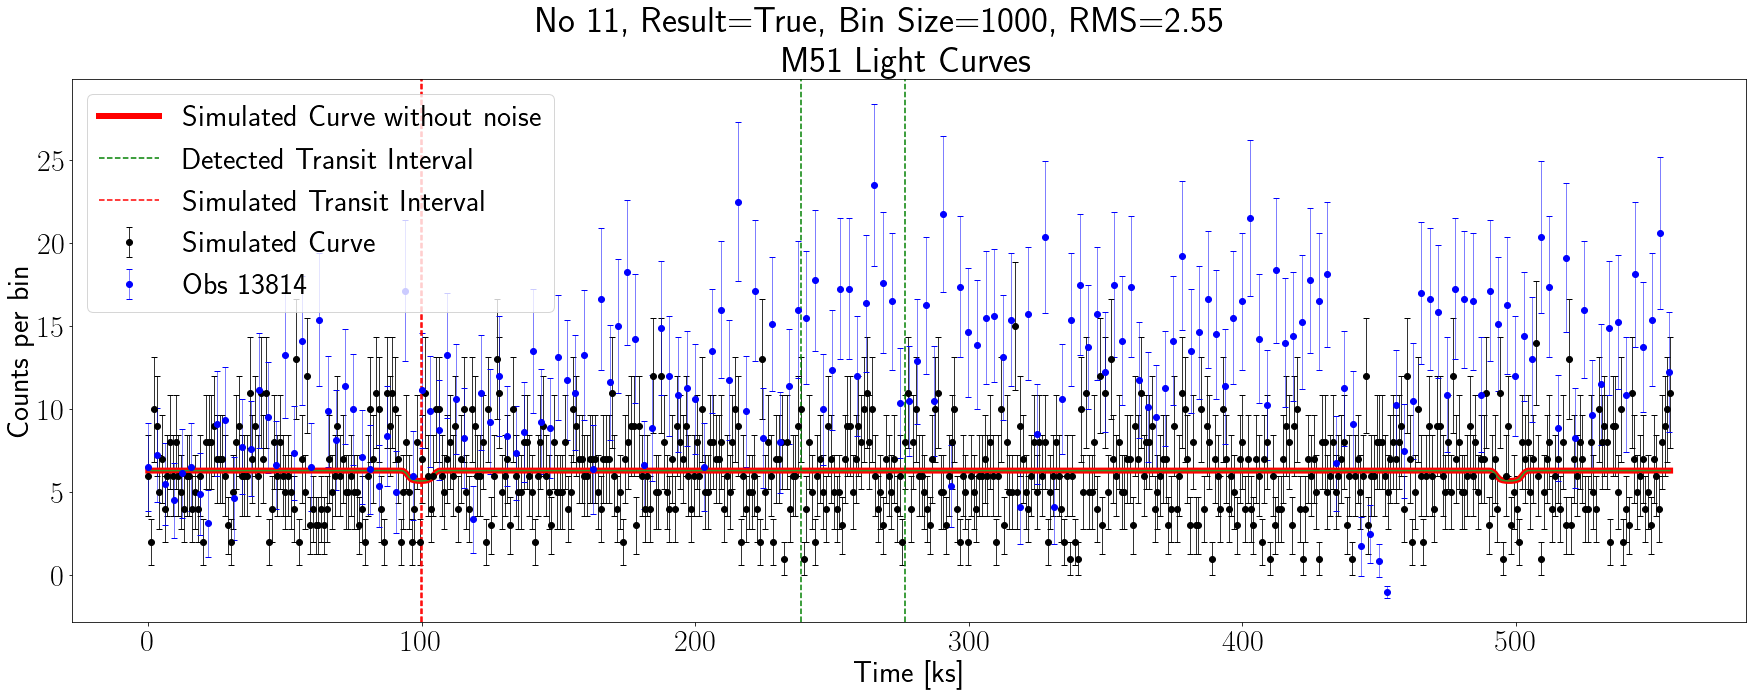 No 11, Result=True, Bin Size=1000, RMS=2.55
M51 Light Curves
Simulated Curve without noise
Detected Transit Interval
Simulated Transit Interval
Simulated Curve
Obs 13814
Counts per bin
25
20
15
10
5
0
0 100 200 300 400 500
Time [ks]